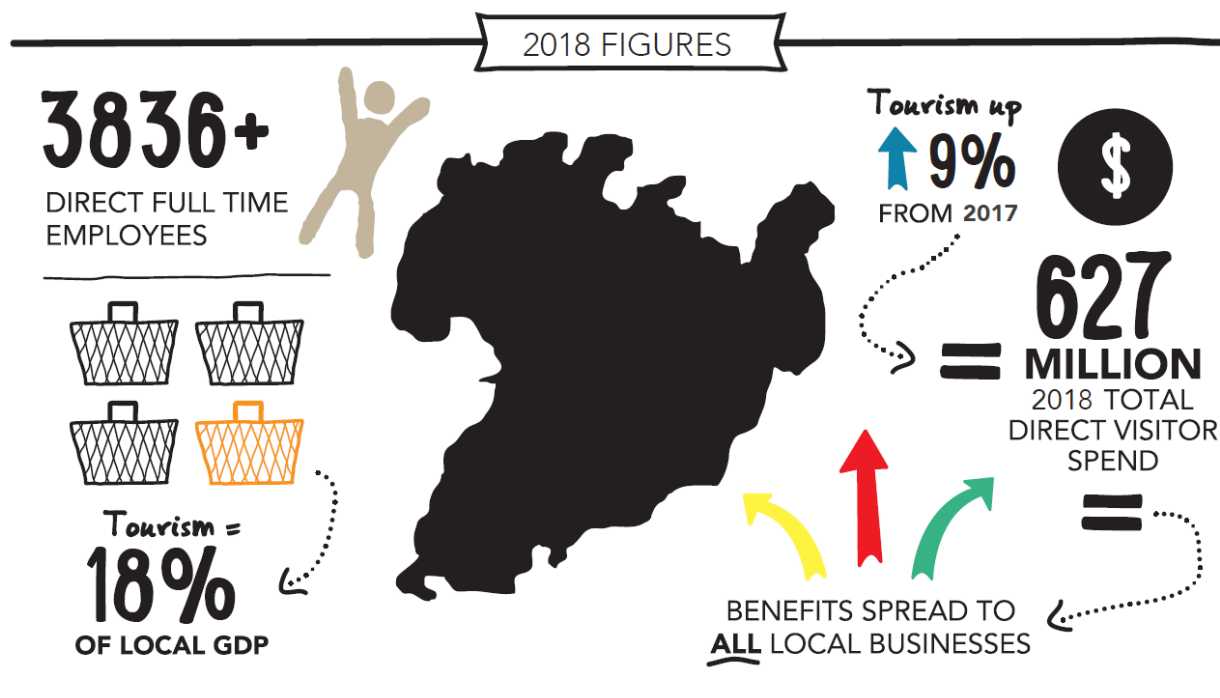 2018 FIGURES
3836+
DIRECT FULL TIME
EMPLOYEES
Tourism =
18%
OF LOCAL GDP
Tourism up
9%
FROM 2017
$
=
627
MILLION
2018 TOTAL
DIRECT VISITOR
SPEND
=
BENEFITS SPREAD TO
ALL LOCAL BUSINESSES